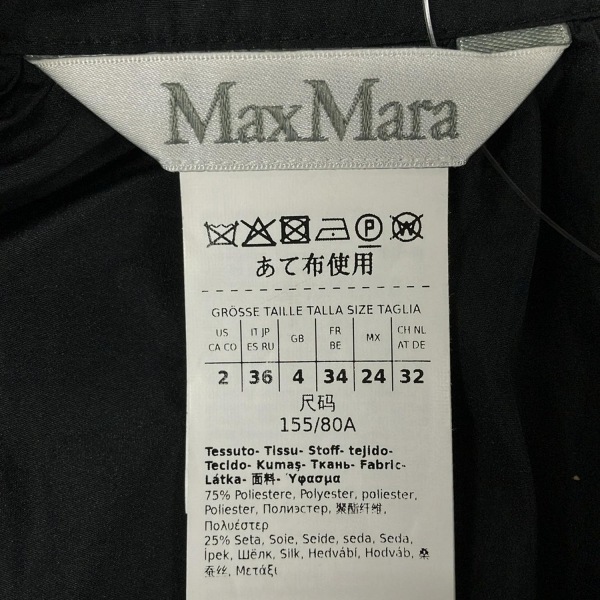 MaxMara
P W
あて布使用
GRÖSSE TAILLE TALLA SIZE TAGLIA
US CA CO IT JP ES RU GB FR BE MX CH NL AT DE
2 36 4 34 24 32
尺码
155/80A
Tessuto- Tissu- Stoff- tejido-
Tecido- Kumaş- Ткань- Fabric-
Látka- 面料- Ύφασμα
75% Poliestere, Polyester, poliester,
Poliester, Полиэстер, 聚酯纤维,
Πολυέστερ
25% Seta, Soie, Seide, seda, Seda,
İpek, Шёлк, Silk, Hedvábí, Hodváb, 桑
蚕丝, Μετάξι